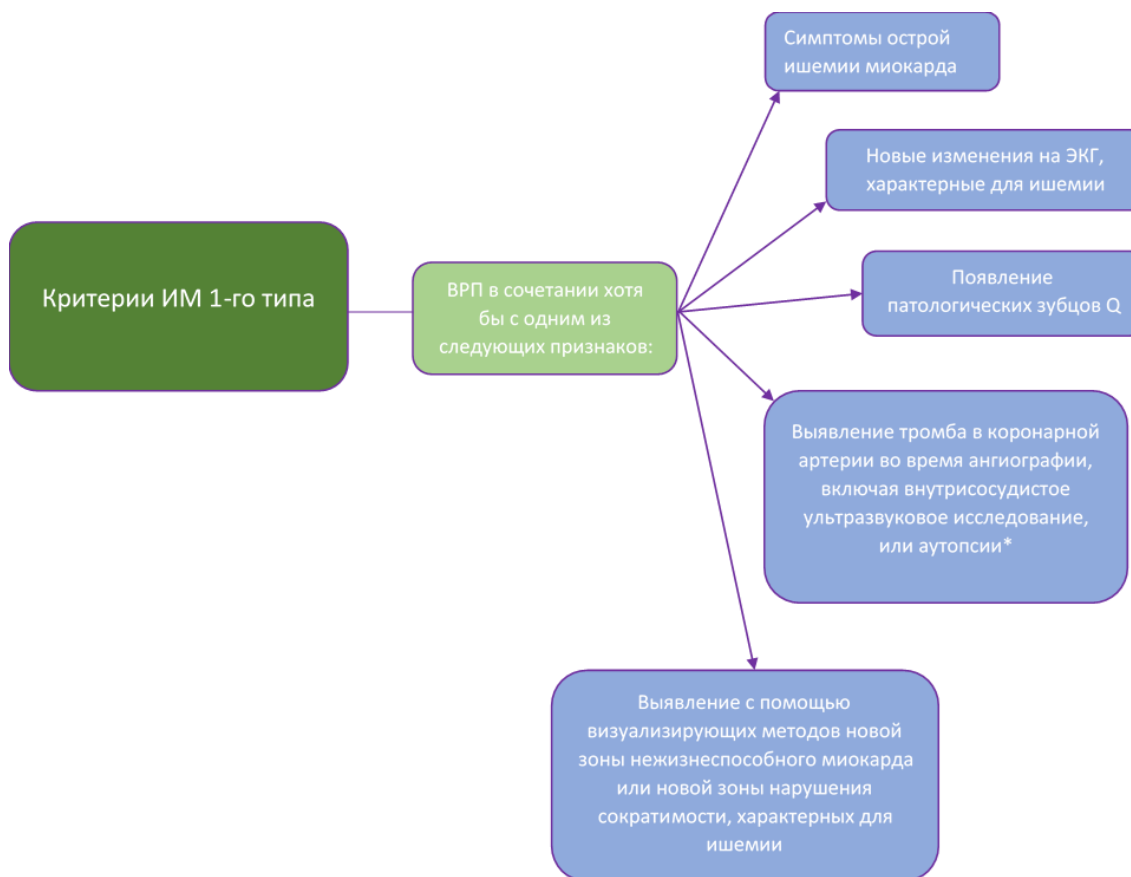 Критерии ИМ 1-го типа
ВРП в сочетании хотя
бы с одним из
следующих признаков:
Симптомы острой
ишемии миокарда
Новые изменения на ЭКГ,
характерные для ишемии
Появление
патологических зубцов Q
Выявление тромба в коронарной
артерии во время ангиографии,
включая внутрисосудистое
ультразвуковое исследование,
или аутопсии*
Выявление с помощью
визуализирующих методов новой
зоны нежизнеспособного миокарда
или новой зоны нарушения
сократимости, характерных для
ишемии